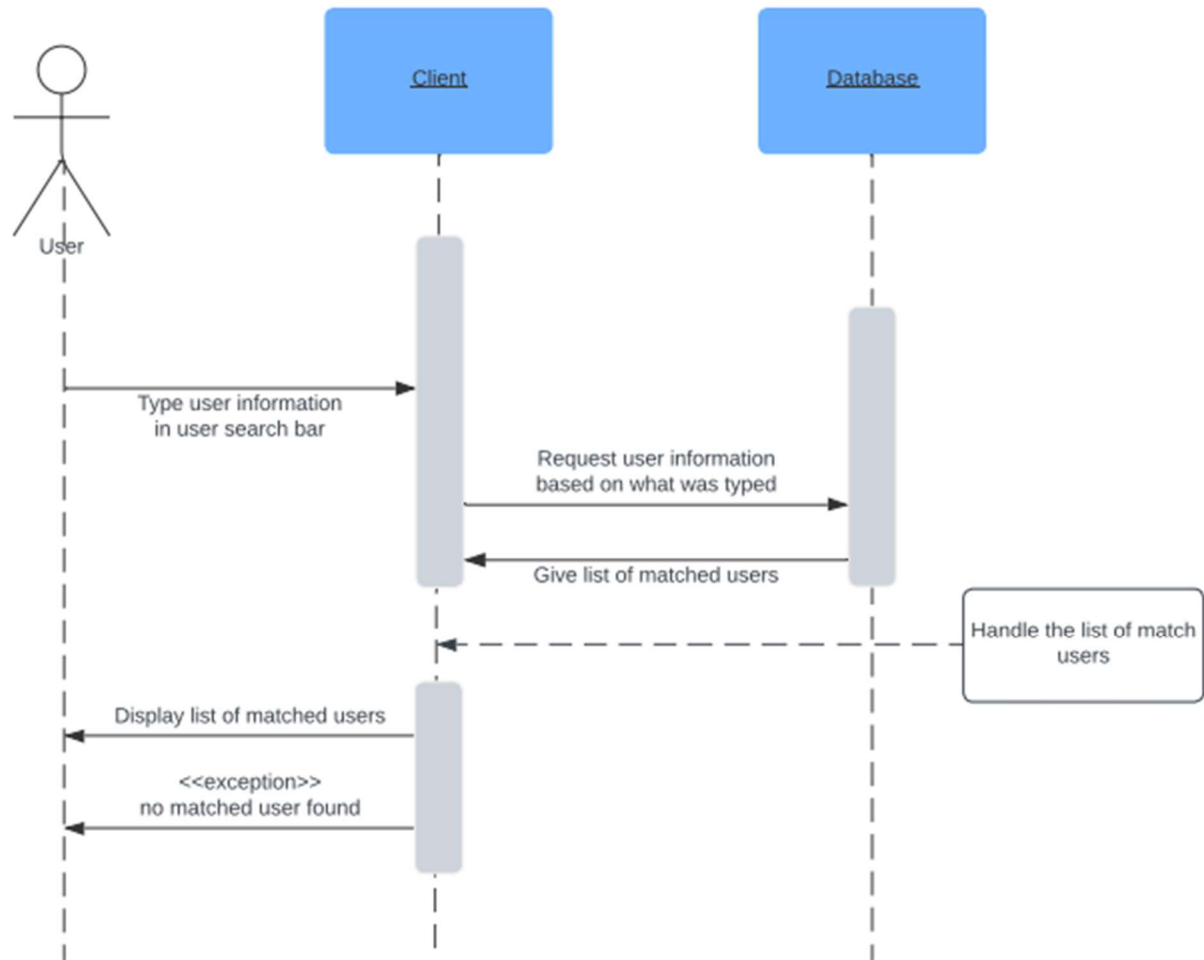 Client
Database
User
Type user information
in user search bar
Request user information
based on what was typed
Give list of matched users
Handle the list of match
users
Display list of matched users
<<exception>>
no matched user found